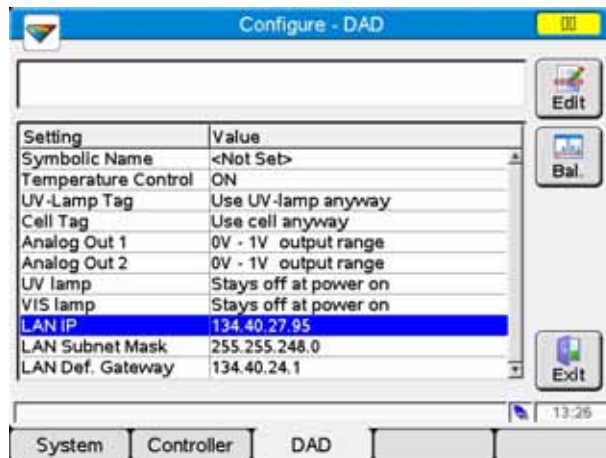 Configure - DAD
Edit
Bal.
Setting Value
Symbolic Name <Not Set>
Temperature Control ON
UV-Lamp Tag Use UV-lamp anyway
Cell Tag Use cell anyway
Analog Out 1 0V - 1V output range
Analog Out 2 0V - 1V output range
UV lamp Stays off at power on
VIS lamp Stays off at power on
LAN IP 134.40.27.95
LAN Subnet Mask 255.255.248.0
LAN Def. Gateway 134.40.24.1
Exit
13:26
System Controller DAD